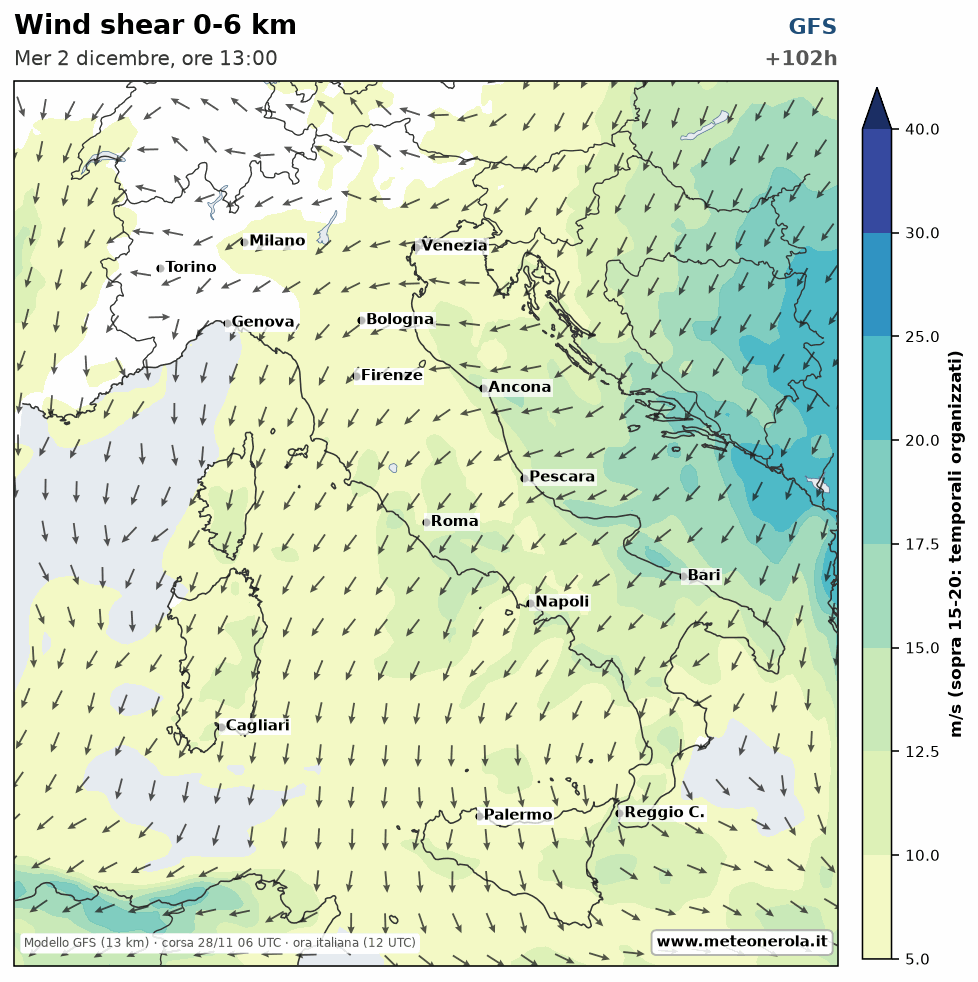 Wind shear 0-6 km
GFS
Mer 2 dicembre, ore 13:00
+102h
40.0
30.0
25.0
20.0
17.5
15.0
12.5
10.0
5.0
m/s (sopra 15-20: temporali organizzati)
Milano
Venezia
Torino
Genova
Bologna
Firenze
Ancona
Pescara
Roma
Bari
Napoli
Cagliari
Palermo
Reggio C.
Modello GFS (13 km) · corsa 28/11 06 UTC · ora italiana (12 UTC)
www.meteonerola.it